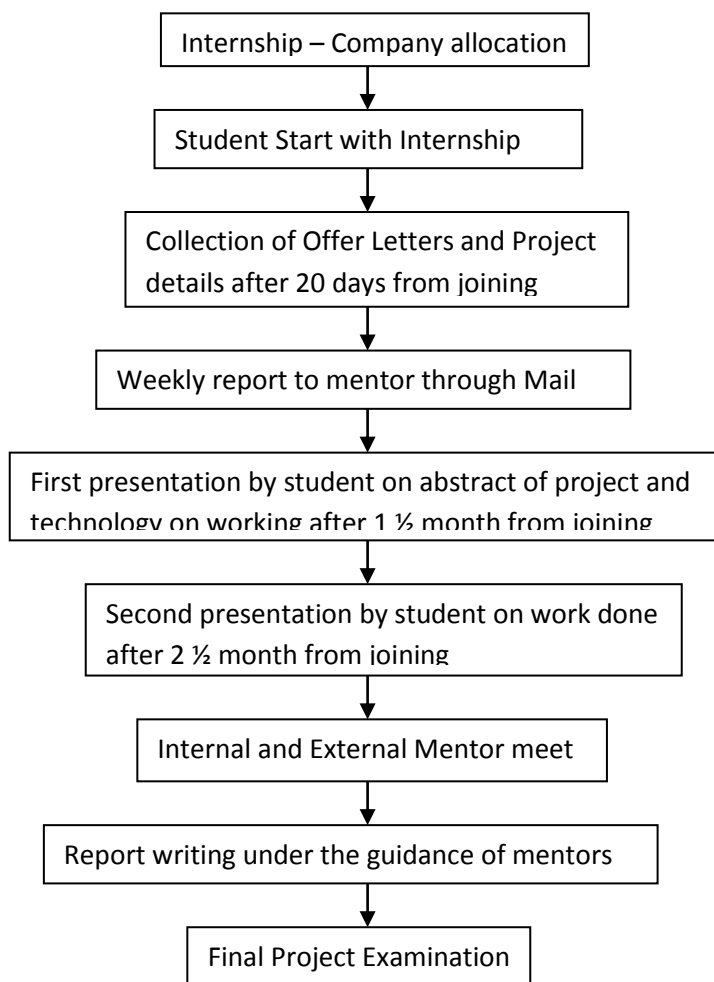 Internship – Company allocation
Student Start with Internship
Collection of Offer Letters and Project
details after 20 days from joining
Weekly report to mentor through Mail
First presentation by student on abstract of project and
technology on working after 1 ½ month from joining
Second presentation by student on work done
after 2 ½ month from joining
Internal and External Mentor meet
Report writing under the guidance of mentors
Final Project Examination